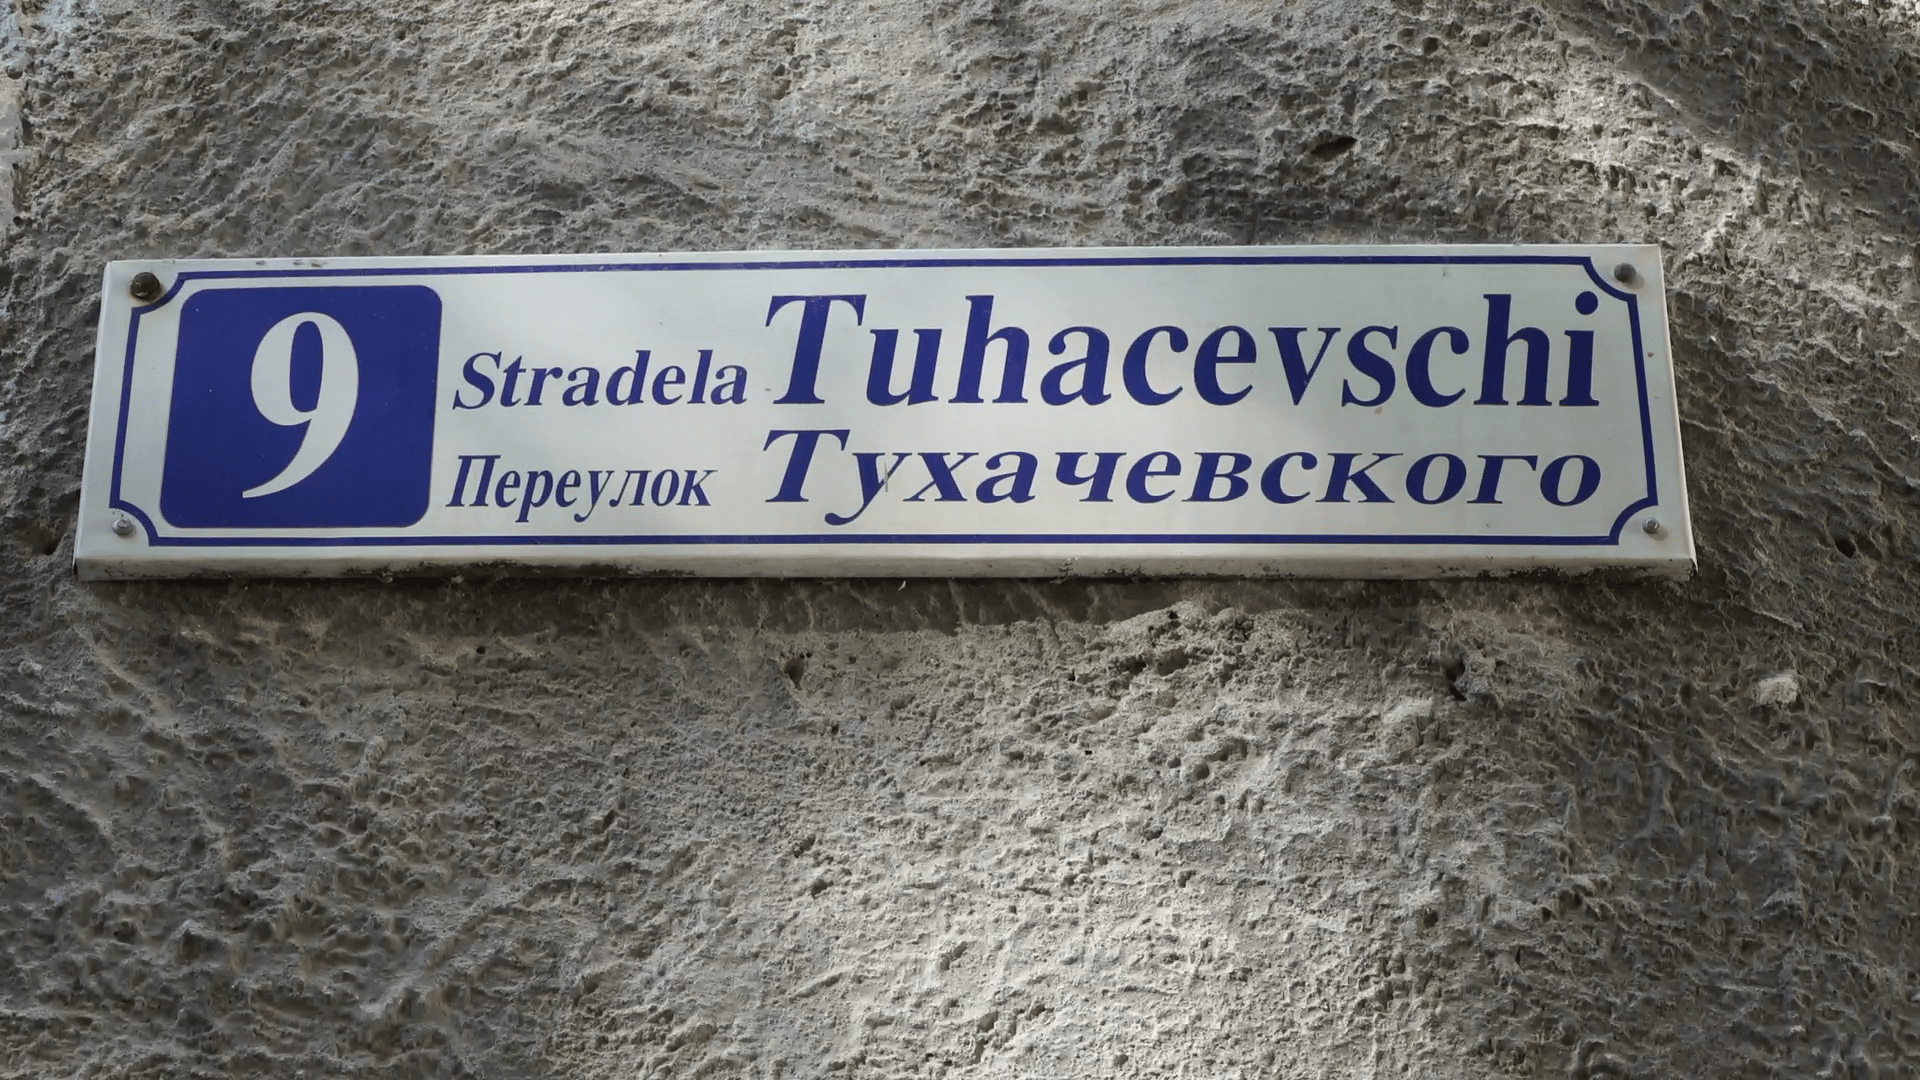 9
Stradela Tuhacevschi
Переулок Тухачевского